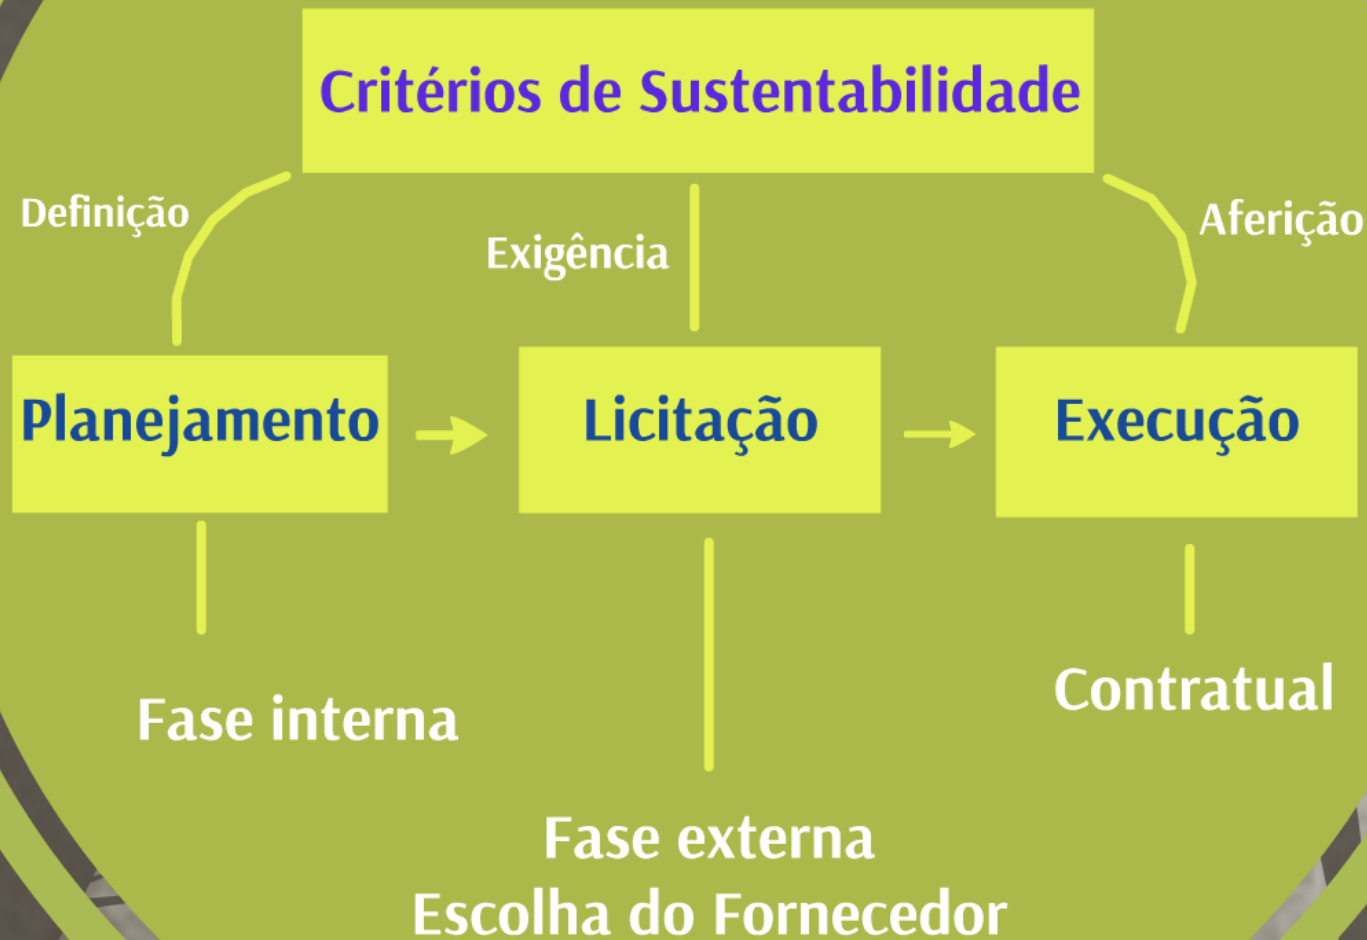 Critérios de Sustentabilidade
Definição
Exigência
Aferição
Planejamento
Licitação
Execução
Fase interna
Contratual
Fase externa
Escolha do Fornecedor